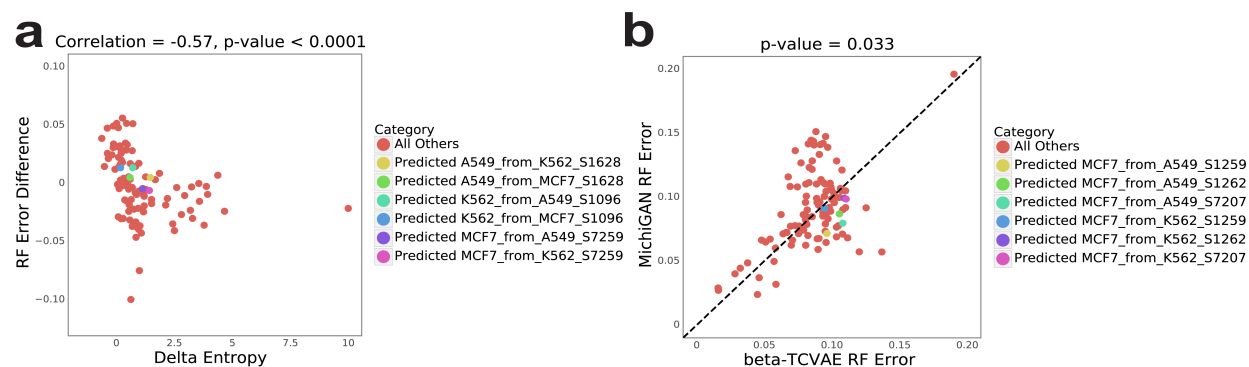 a
Correlation = -0.57, p-value < 0.0001
RF Error Difference
0.10
0.05
0
−0.05
−0.10
0
2.5
5
7.5
10
Delta Entropy
Category
All Others
Predicted A549_from_K562_S1628
Predicted A549_from_MCF7_S1628
Predicted K562_from_A549_S1096
Predicted K562_from_MCF7_S1096
Predicted MCF7_from_A549_S7259
Predicted MCF7_from_K562_S7259
b
p-value = 0.033
MichiGAN RF Error
0.20
0.15
0.10
0.05
0
0
0.05
0.10
0.15
0.20
beta-TCVAE RF Error
Category
All Others
Predicted MCF7_from_A549_S1259
Predicted MCF7_from_A549_S1262
Predicted MCF7_from_A549_S7207
Predicted MCF7_from_K562_S1259
Predicted MCF7_from_K562_S1262
Predicted MCF7_from_K562_S7207